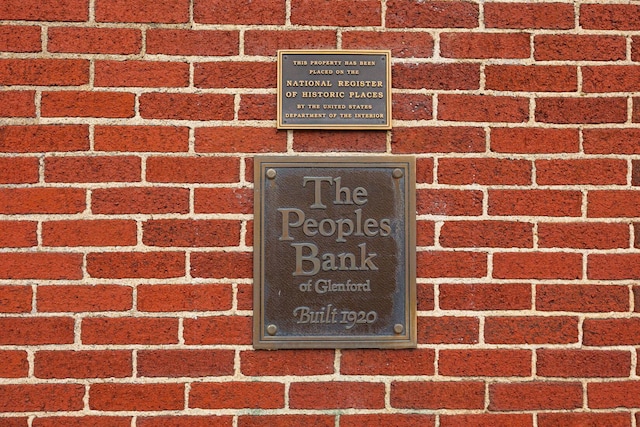 THIS PROPERTY HAS BEEN
PLACED ON THE
NATIONAL REGISTER
OF HISTORIC PLACES
BY THE UNITED STATES
DEPARTMENT OF THE INTERIOR
The
Peoples
Bank
of Glenford
Built 1920